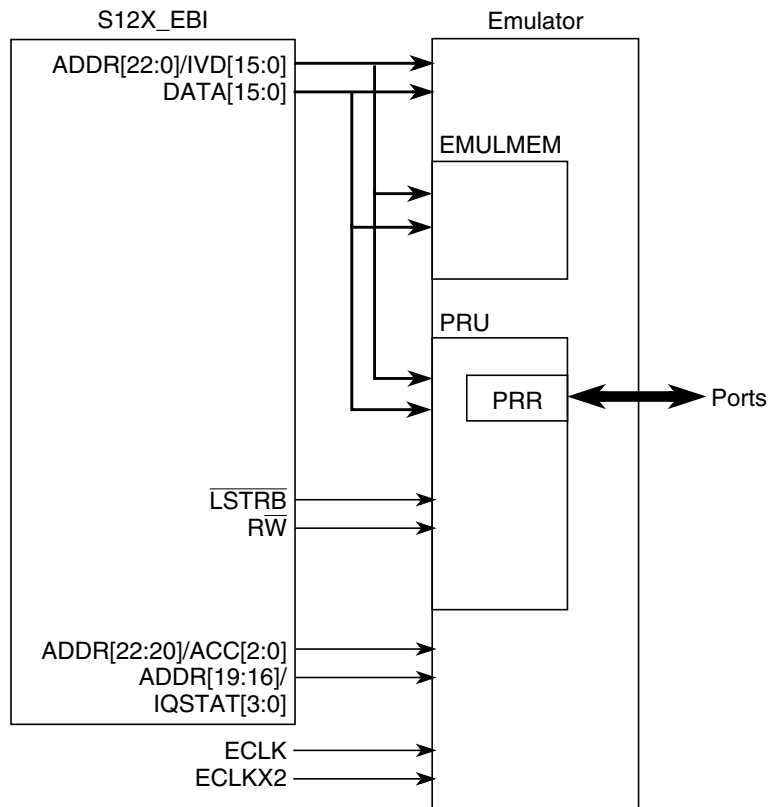 S12X_EBI
Emulator
ADDR[22:0]/IVD[15:0]
DATA[15:0]
EMULMEM
PRU
PRR
Ports
LSTRB
RW
ADDR[22:20]/ACC[2:0]
ADDR[19:16]/
IQSTAT[3:0]
ECLK
ECLKX2